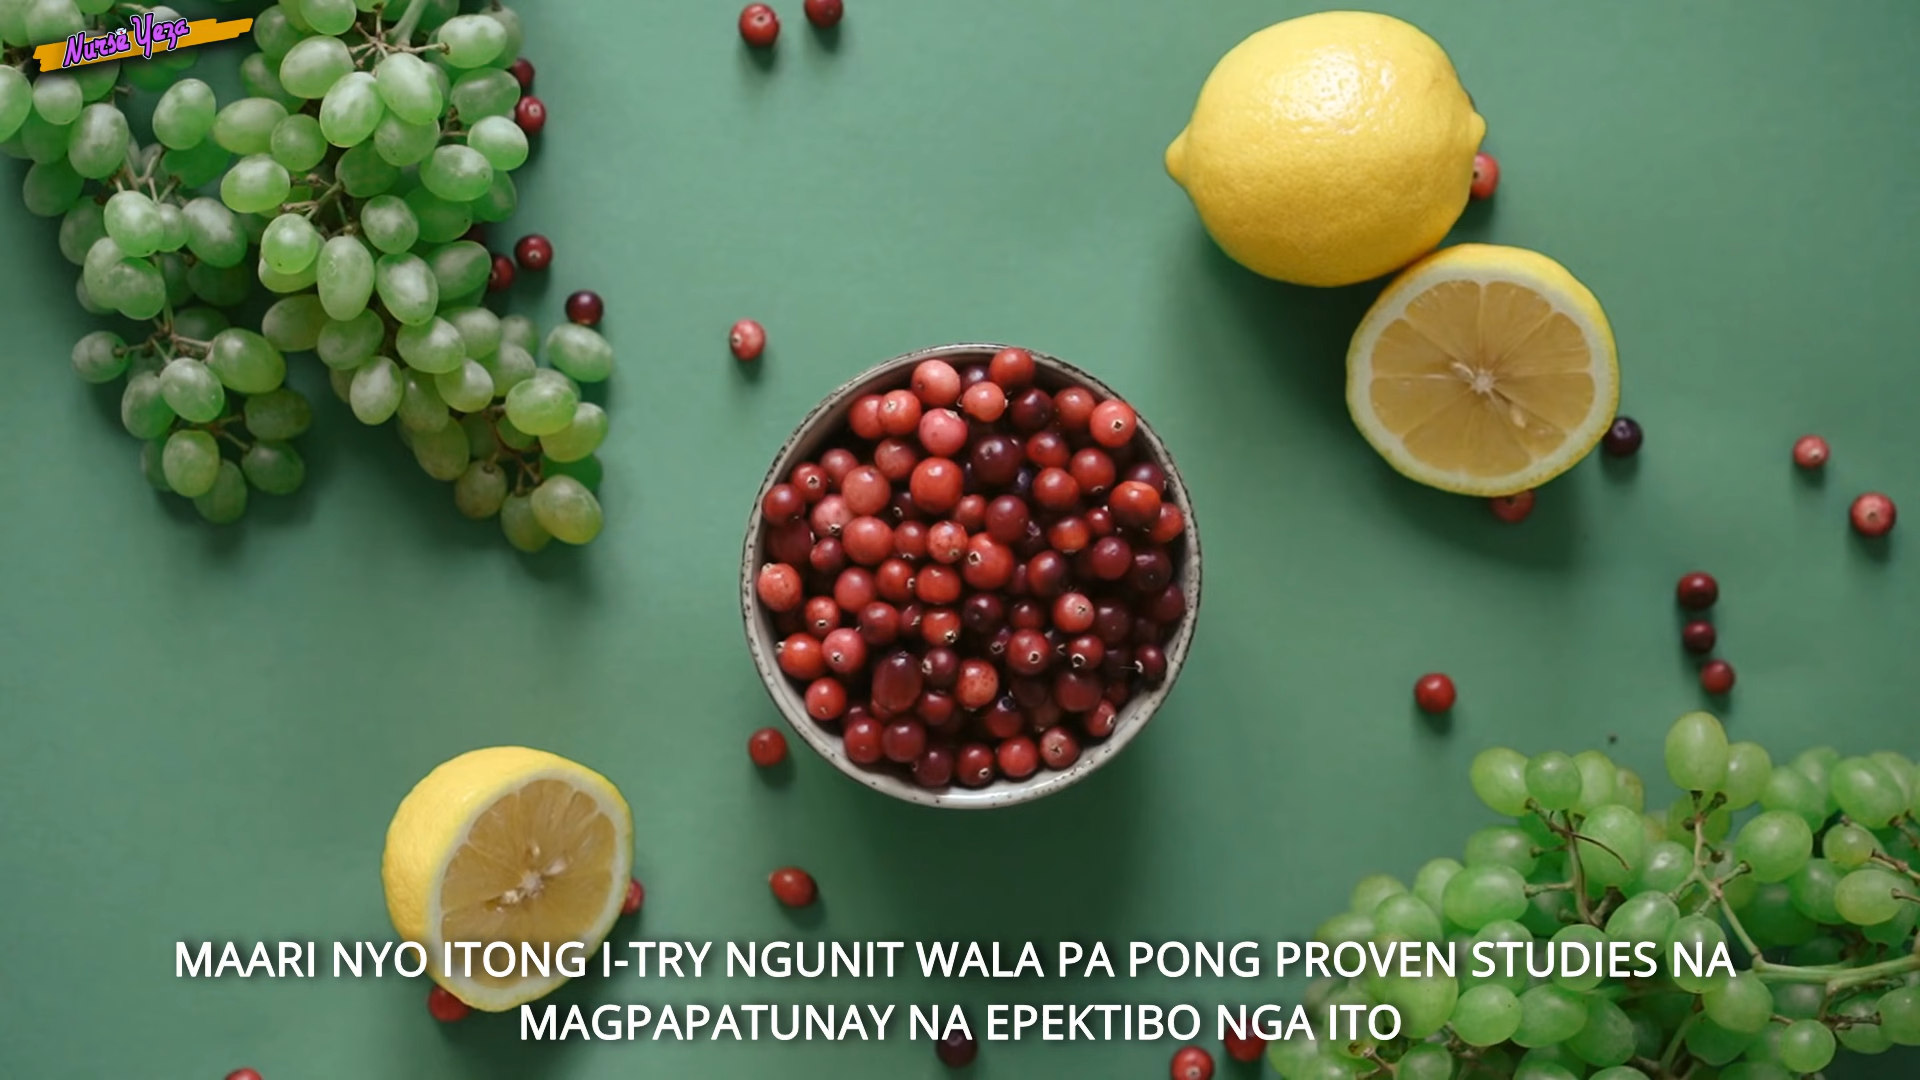 Nurse Yeza
MAARI NYO ITONG I-TRY NGUNIT WALA PA PONG PROVEN STUDIES NA
MAGPAPATUNAY NA EPEKTIBO NGA ITO